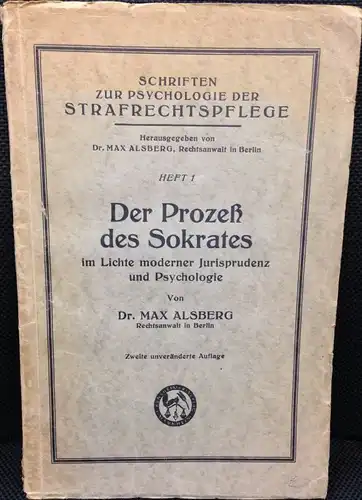 SCHRIFTEN
ZUR PSYCHOLOGIE DER
STRAFRECHTSPFLEGE
Herausgegeben von
Dr. MAX ALSBERG, Rechtsanwalt in Berlin
HEFT 1
Der Prozeß
des Sokrates
im Lichte moderner Jurisprudenz
und Psychologie
Von
Dr. MAX ALSBERG
Rechtsanwalt in Berlin
Zweite unveränderte Auflage